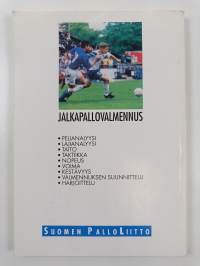 JALKAPALLOVALMENNUS
• PELIANALYYSI
• LAJIANALYYSI
• TAITO
• TAKTIIKKA
• NOPEUS
• VOIMA
• KESTÄVYYS
• VALMENNUKSEN SUUNNITTELU
• HARJOITTELU
SUOMEN PALLOLIITTO